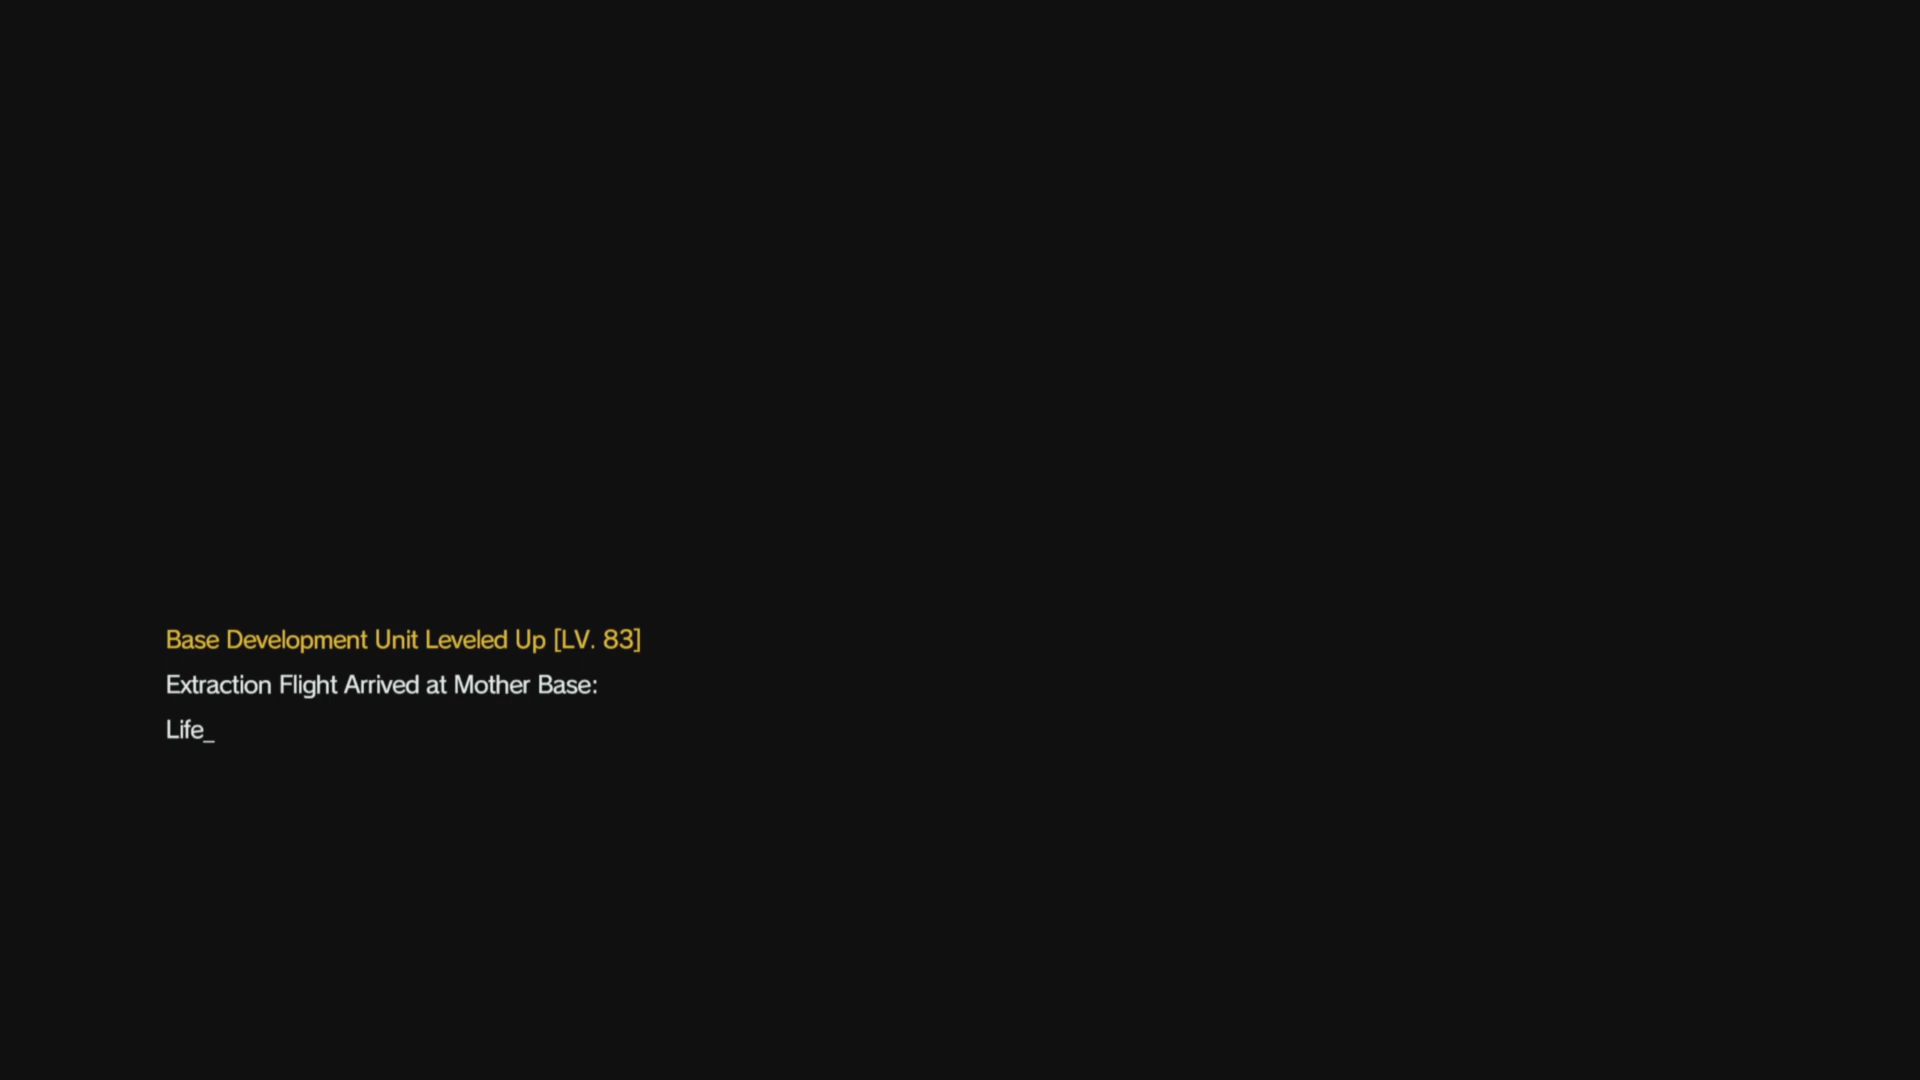 Base Development Unit Leveled Up [LV. 83]
Extraction Flight Arrived at Mother Base:
Life_